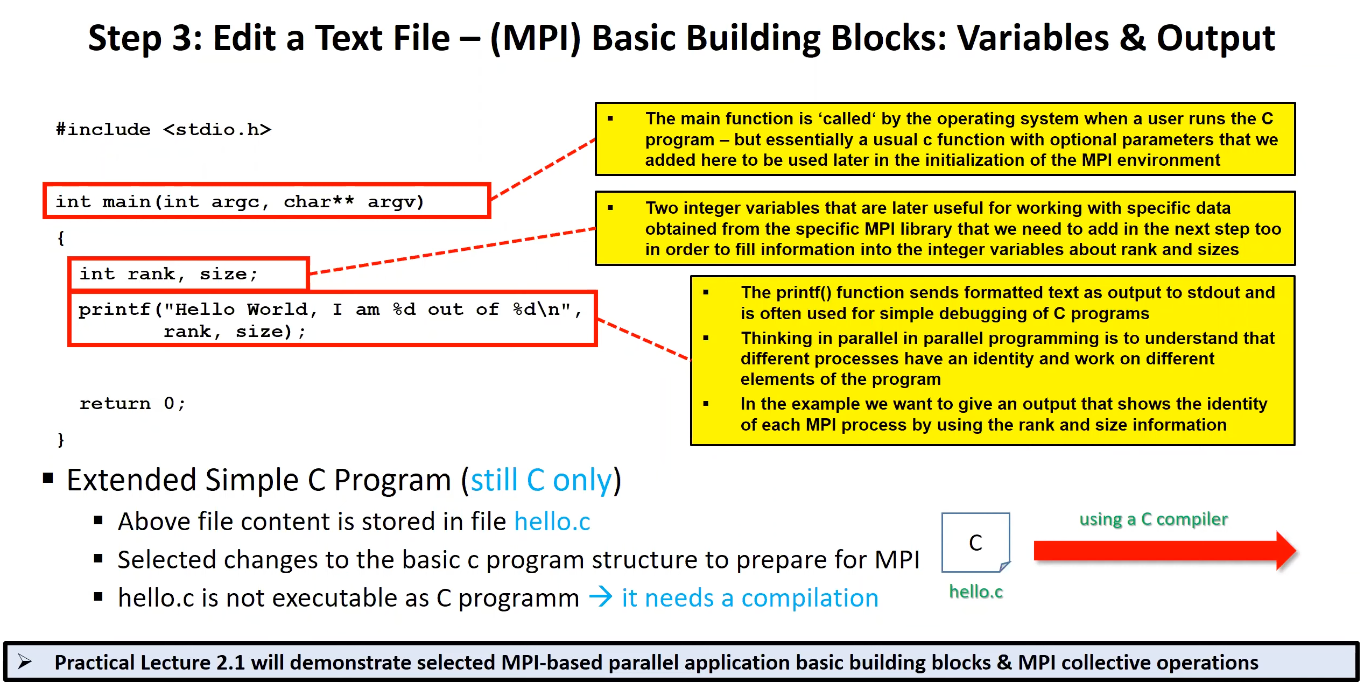 Step 3: Edit a Text File – (MPI) Basic Building Blocks: Variables & Output
#include <stdio.h>
int main(int argc, char** argv)
{
int rank, size;
printf("Hello World, I am %d out of %d\n",
rank, size);
return 0;
}
▪ The main function is ‘called‘ by the operating system when a user runs the C
program – but essentially a usual c function with optional parameters that we
added here to be used later in the initialization of the MPI environment
▪ Two integer variables that are later useful for working with specific data
obtained from the specific MPI library that we need to add in the next step too
in order to fill information into the integer variables about rank and sizes
▪ The printf() function sends formatted text as output to stdout and
is often used for simple debugging of C programs
▪ Thinking in parallel in parallel programming is to understand that
different processes have an identity and work on different
elements of the program
▪ In the example we want to give an output that shows the identity
of each MPI process by using the rank and size information
▪ Extended Simple C Program (still C only)
▪ Above file content is stored in file hello.c
▪ Selected changes to the basic c program structure to prepare for MPI
▪ hello.c is not executable as C programm → it needs a compilation
C
hello.c
using a C compiler
➢ Practical Lecture 2.1 will demonstrate selected MPI-based parallel application basic building blocks & MPI collective operations